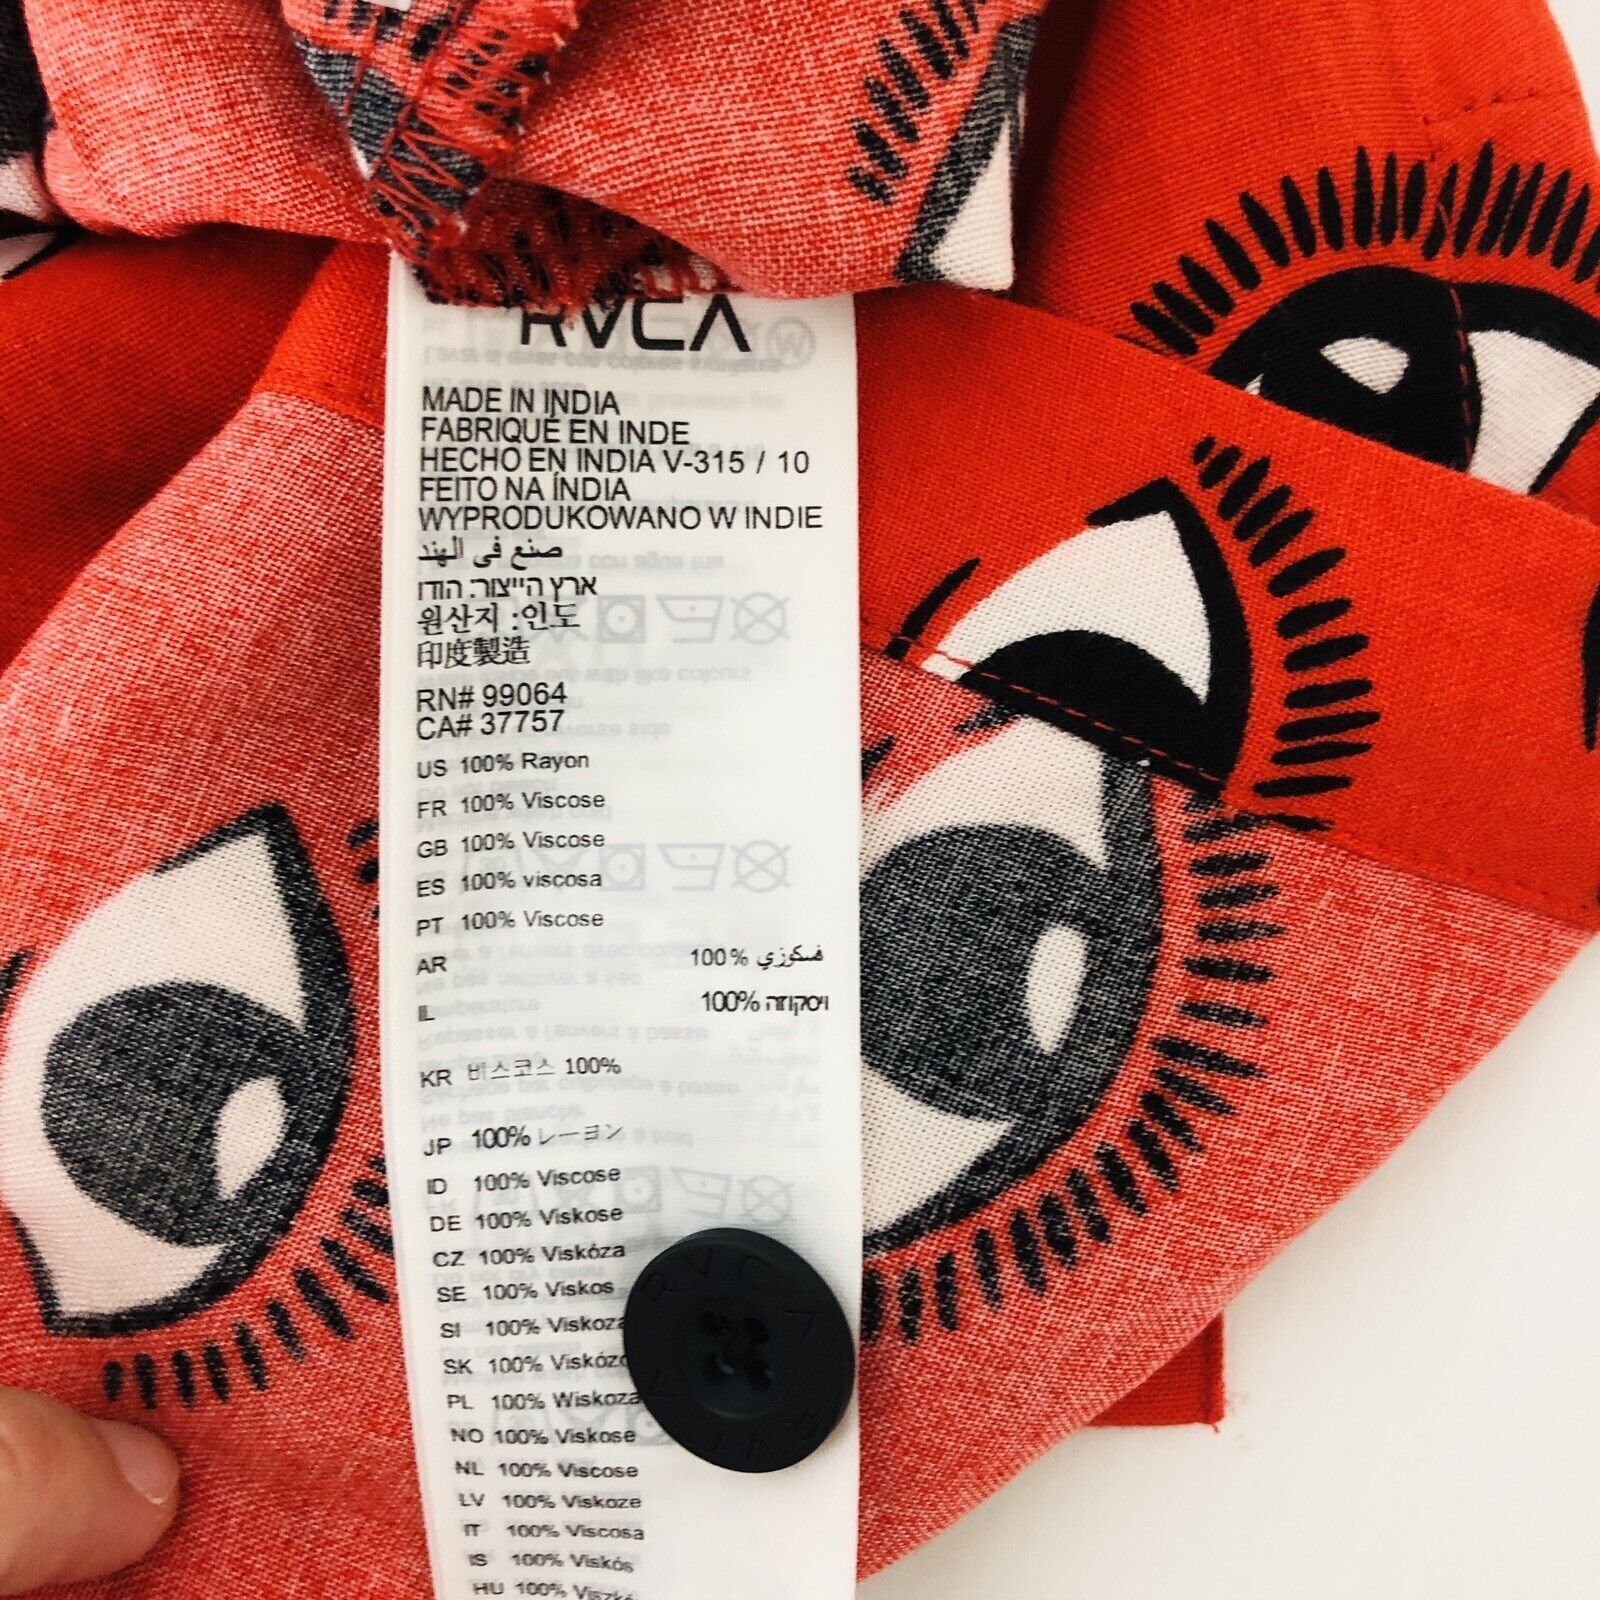 RVCA
MADE IN INDIA
FABRIQUÉ EN INDE
HECHO EN INDIA V-315 / 10
FEITO NA ÍNDIA
WYPRODUKOWANO W INDIE
صنع في الهند
ארץ הייצור: הודו
원산지 :인도
印度製造
RN# 99064
CA# 37757
US 100% Rayon
FR 100% Viscose
GB 100% Viscose
ES 100% viscosa
PT 100% Viscose
AR 100% فسكوزي
IL 100% ויסקוזה
KR 비스코스 100%
JP 100% レーヨン
ID 100% Viscose
DE 100% Viskose
CZ 100% Viskóza
SE 100% Viskos
SI 100% Viskoza
SK 100% Viskóza
PL 100% Wiskoza
NO 100% Viskose
NL 100% Viscose
LV 100% Viskoze
IT 100% Viscosa
IS 100% Viskós
HU 100%
RVCA